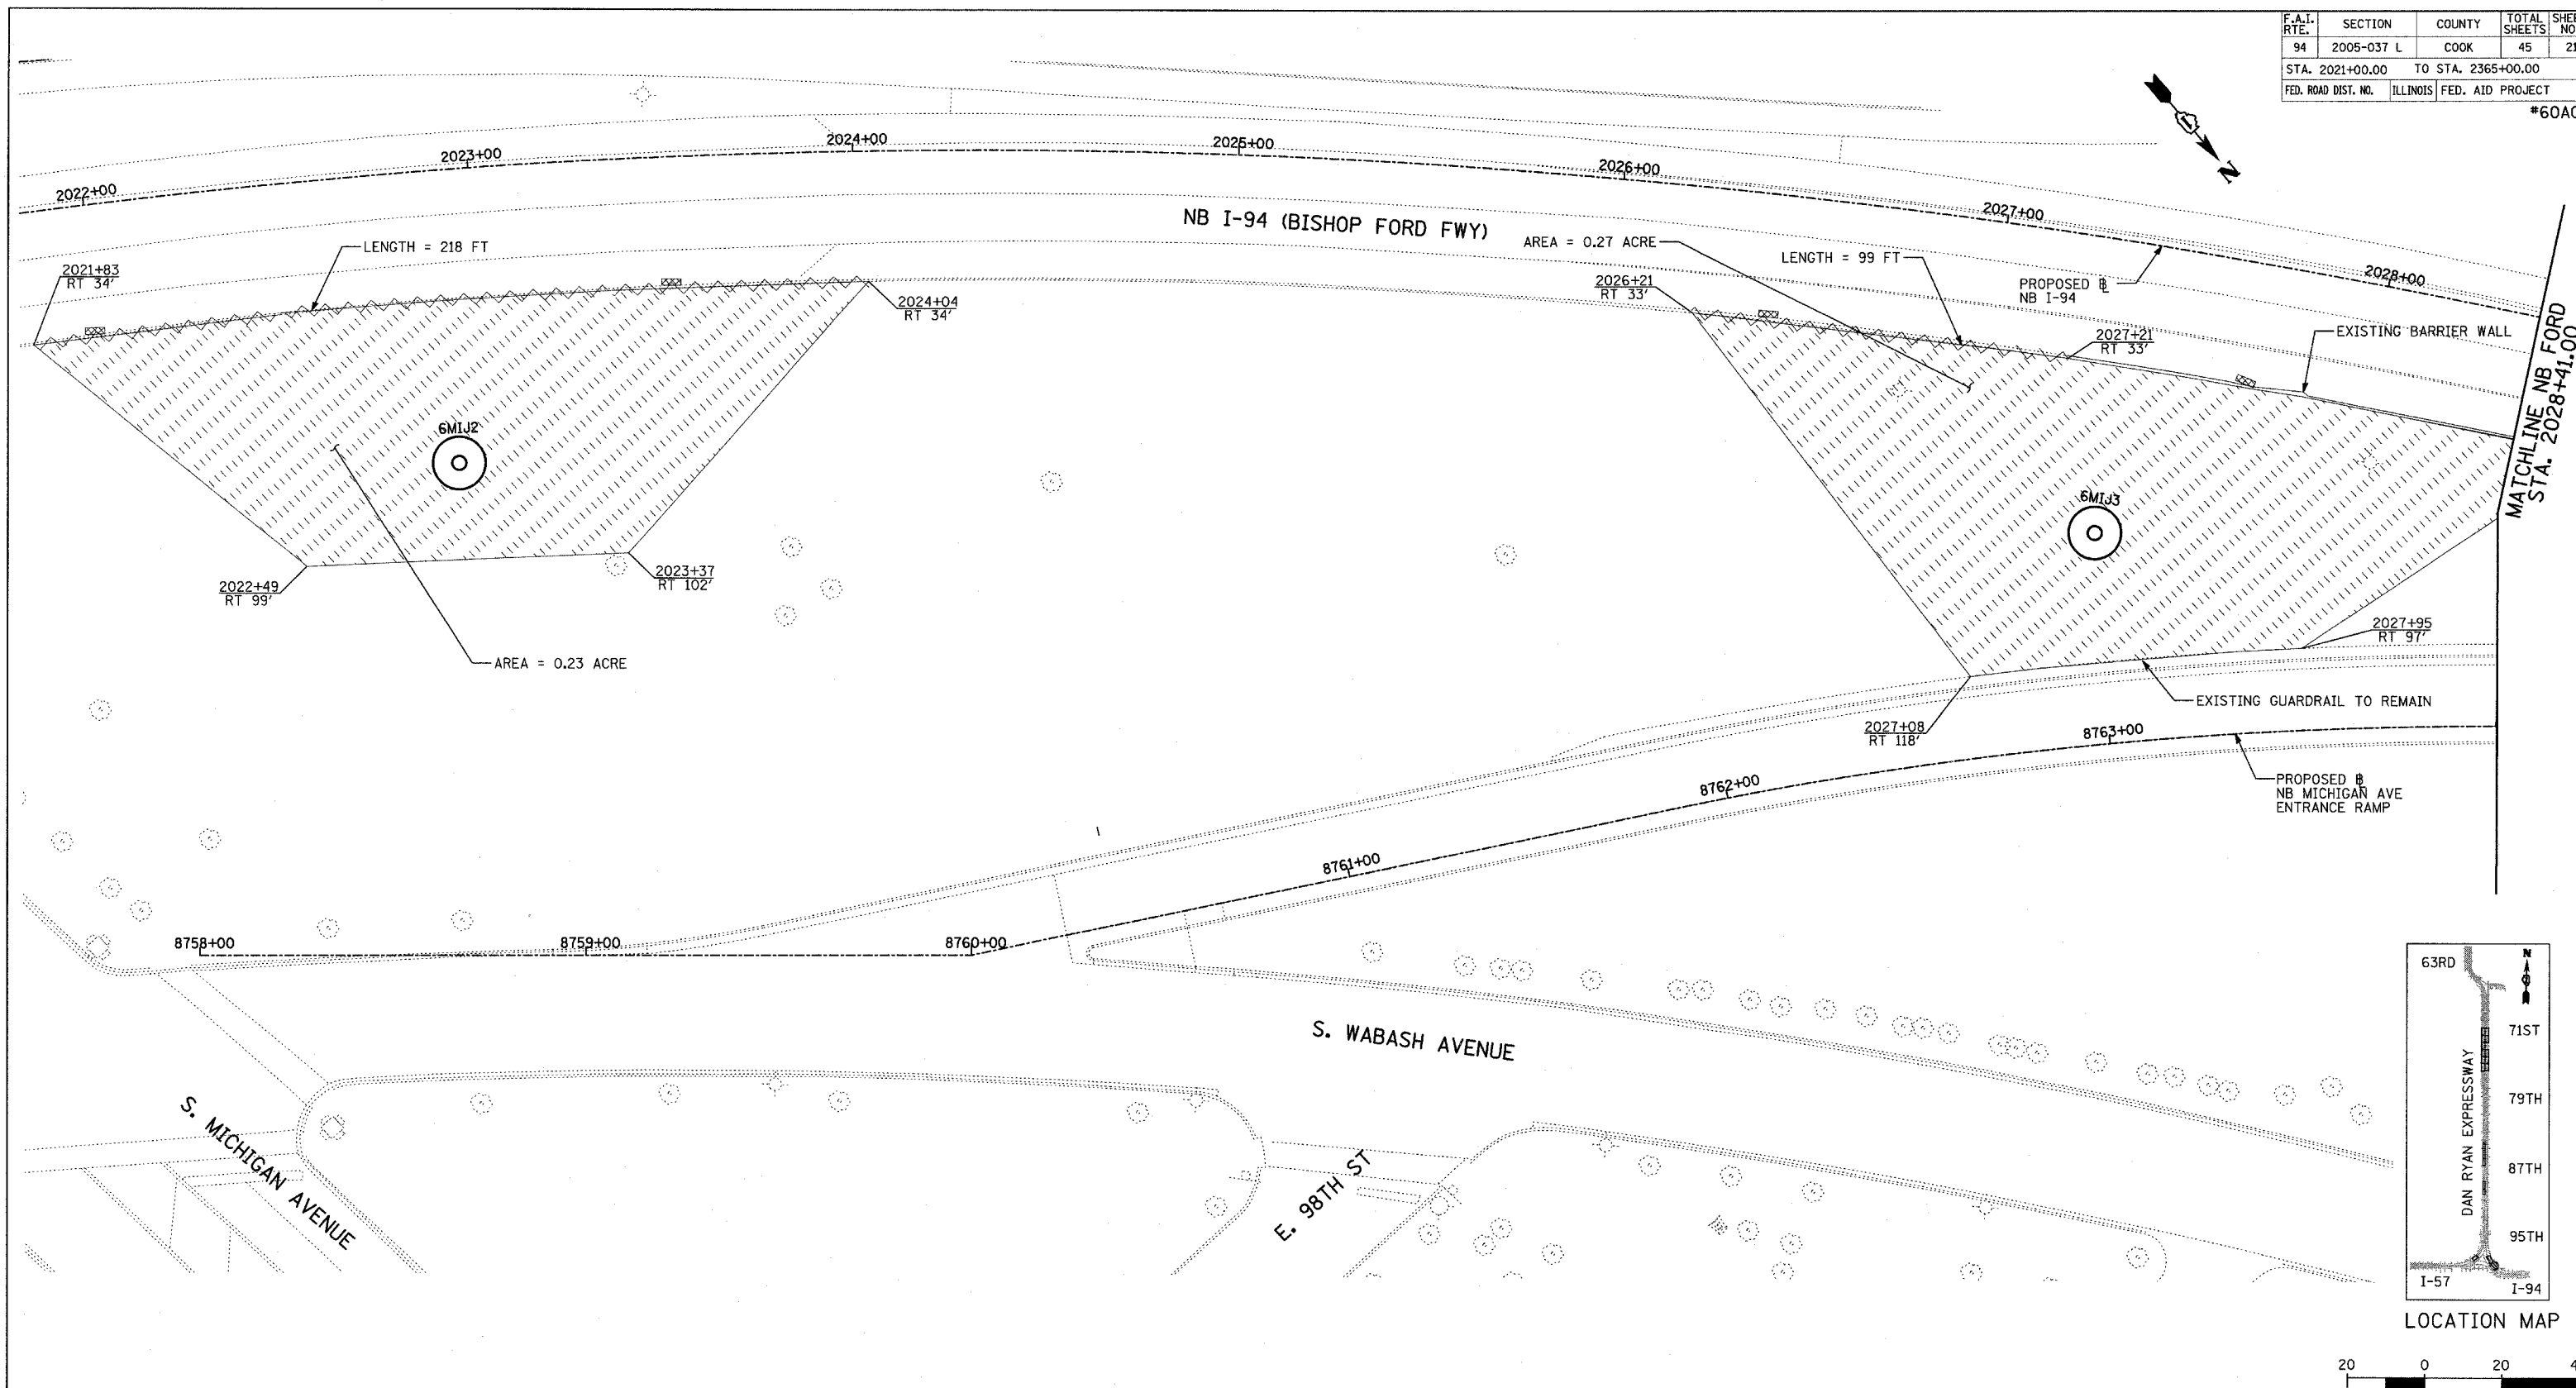 F.A.I. RTE. SECTION COUNTY TOTAL SHEETS
94 2005-037 L COOK 45
STA. 2021+00.00 TO STA. 2365+00.00
FED. ROAD DIST. NO. ILLINOIS FED. AID PROJECT
N
2022+00
2023+00
2024+00
2025+00
2026+00
2027+00
2028+00
NB I-94 (BISHOP FORD FWY)
LENGTH = 218 FT
2021+83
RT 34'
2024+04
RT 34'
AREA = 0.27 ACRE
LENGTH = 99 FT
2026+21
RT 33'
PROPOSED ℄
NB I-94
2027+21
RT 33'
EXISTING BARRIER WALL
MATCHLINE NB FORD
STA. 2028+41.00
6MIJ2
6MIJ3
2022+49
RT 99'
2023+37
RT 102'
AREA = 0.23 ACRE
2027+95
RT 97'
EXISTING GUARDRAIL TO REMAIN
2027+08
RT 118'
8763+00
PROPOSED ℄
NB MICHIGAN AVE
ENTRANCE RAMP
8762+00
8761+00
8758+00
8759+00
8760+00
S. WABASH AVENUE
S. MICHIGAN AVENUE
E. 98TH ST
63RD
N
71ST
79TH
DAN RYAN EXPRESSWAY
87TH
95TH
I-57
I-94
LOCATION MAP
20 0 20